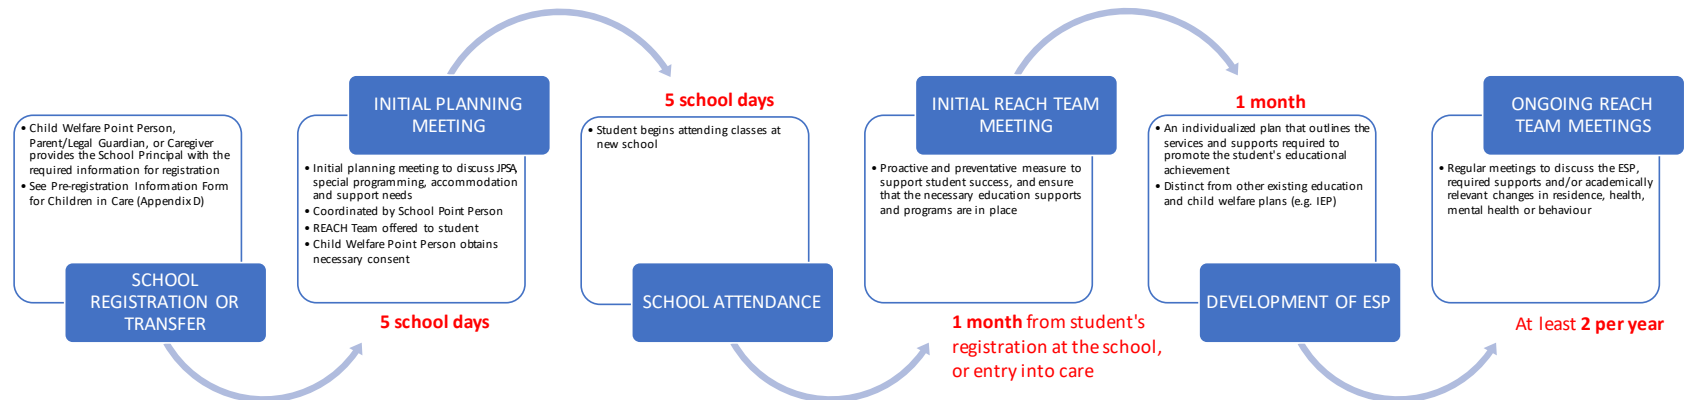 • Child Welfare Point Person,
Parent/Legal Guardian, or Caregiver
provides the School Principal with the
required information for registration
• See Pre-registration Information Form
for Children in Care (Appendix D)
SCHOOL
REGISTRATION OR
TRANSFER
INITIAL PLANNING
MEETING
• Initial planning meeting to discuss JPSA,
special programming, accommodation
and support needs
• Coordinated by School Point Person
• REACH Team offered to student
• Child Welfare Point Person obtains
necessary consent
5 school days
5 school days
• Student begins attending classes at
new school
SCHOOL ATTENDANCE
INITIAL REACH TEAM
MEETING
• Proactive and preventative measure to
support student success, and ensure
that the necessary education supports
and programs are in place
1 month from student's
registration at the school,
or entry into care
1 month
• An individualized plan that outlines the
services and supports required to
promote the student's educational
achievement
• Distinct from other existing education
and child welfare plans (e.g. IEP)
DEVELOPMENT OF ESP
ONGOING REACH
TEAM MEETINGS
• Regular meetings to discuss the ESP,
required supports and/or academically
relevant changes in residence, health,
mental health or behaviour
At least 2 per year